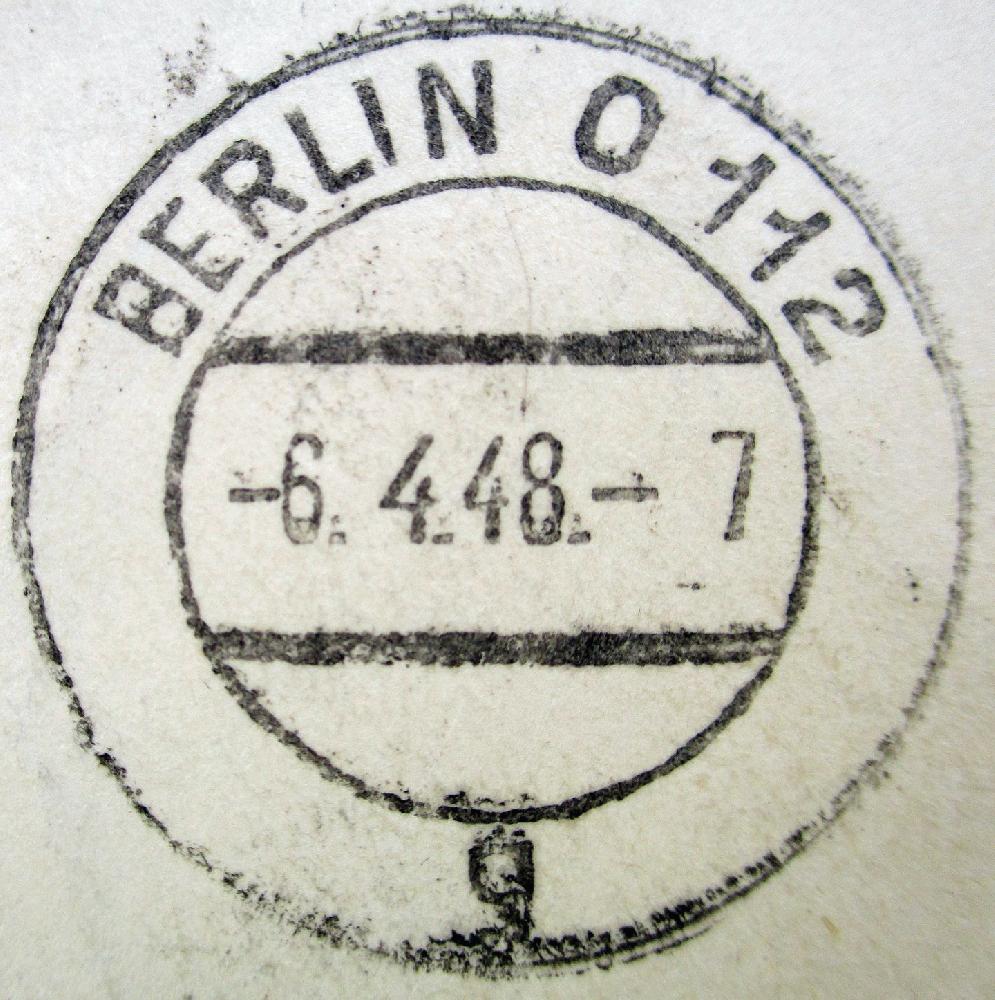 BERLIN O 112
-6. 4.48.- 7
g